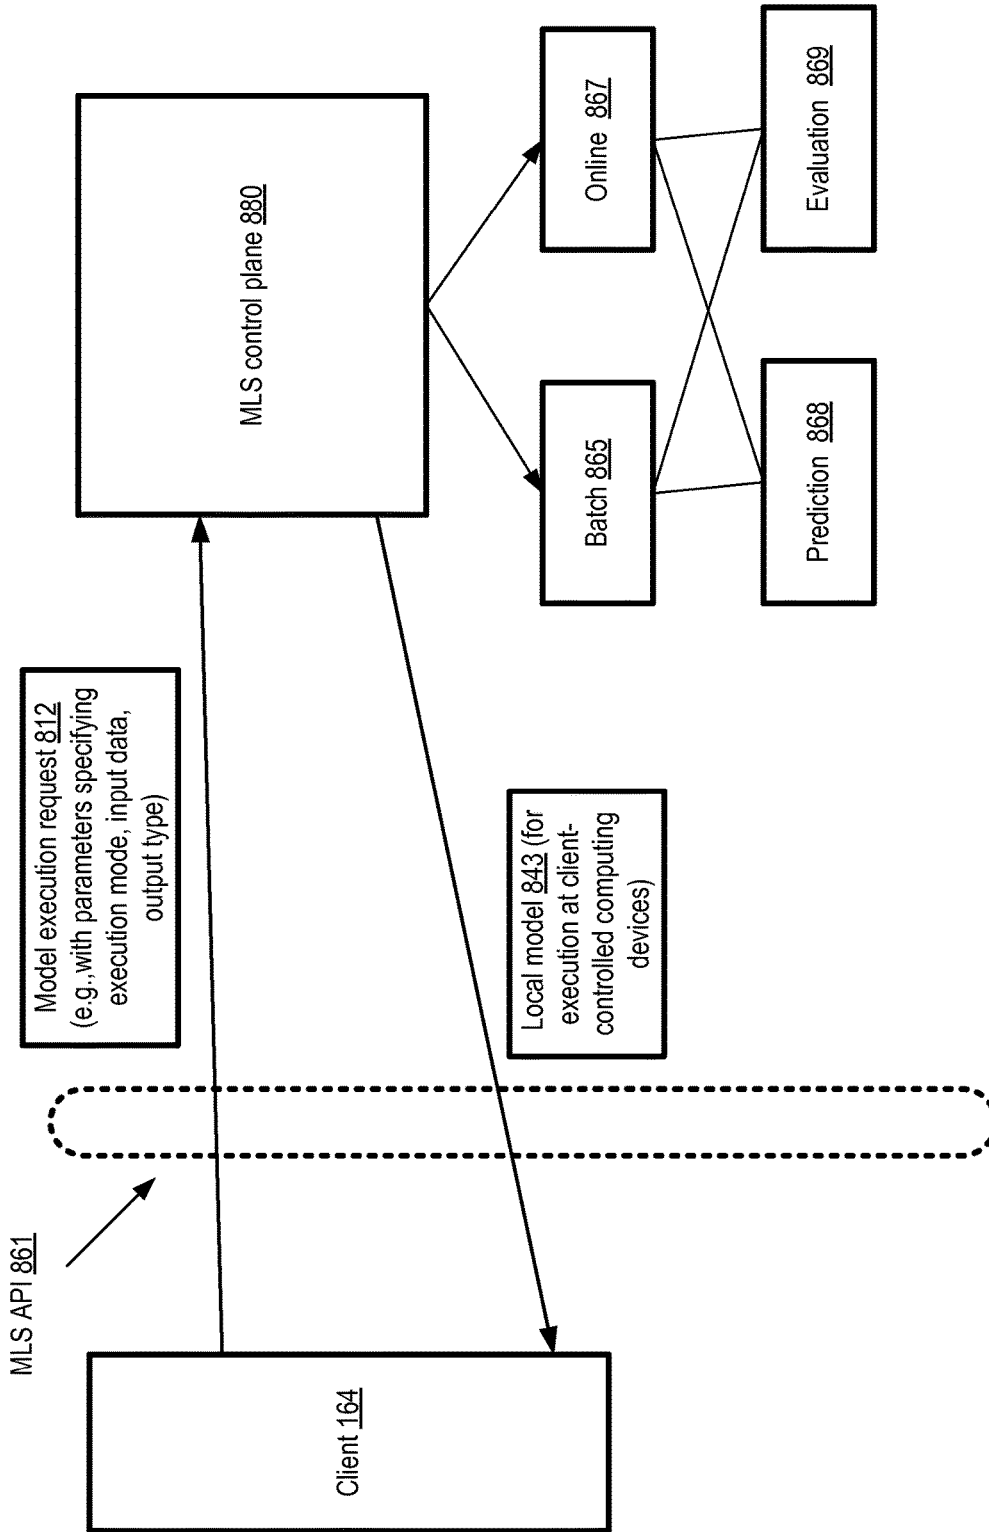 MLS API 861
Client 164
Model execution request 812
(e.g.,with parameters specifying
execution mode, input data,
output type)
Local model 843 (for
execution at client-
controlled computing
devices)
MLS control plane 880
Batch 865
Online 867
Prediction 868
Evaluation 869